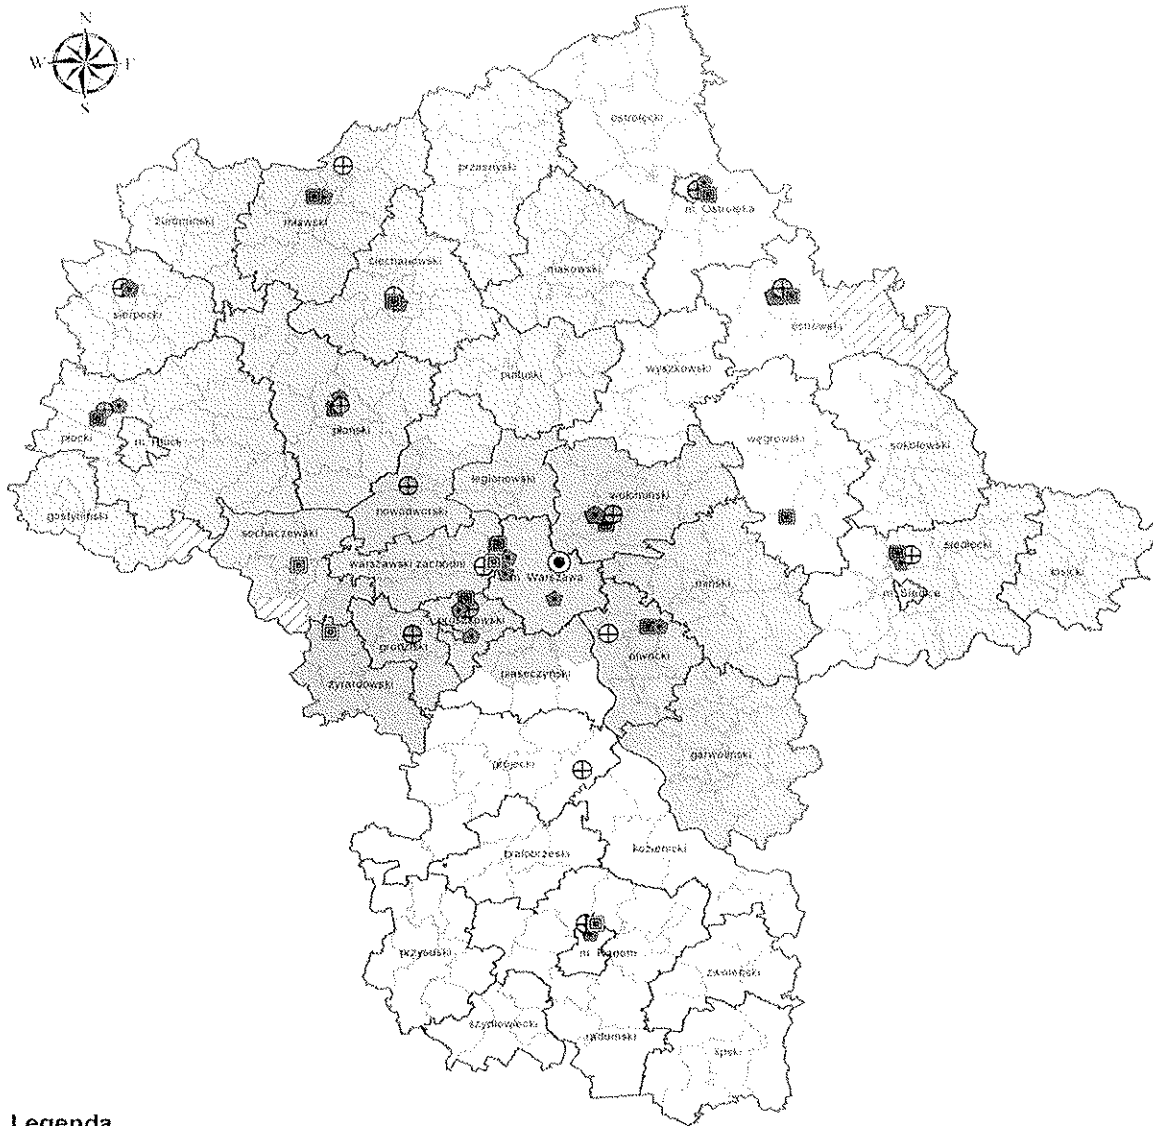 N
W
E
S
ostrołęcki
przasnyski
m. Ostrołęka
żuromiński
mławski
ciechanowski
makowski
sierpecki
ostrowski
pułtuski
wyszkowski
płocki
m. Płock
płoński
węgrowski
sokołowski
legionowski
wołomiński
gostyniński
nowodworski
sochaczewski
siedlecki
łosicki
warszawski zachodni
m. Warszawa
miński
m. Siedlce
pruszkowski
grodziski
otwocki
piaseczyński
żyrardowski
garwoliński
grójecki
białobrzeski
kozienicki
przysuski
m. Radom
zwoleński
szydłowiecki
radomski
lipski
Legenda